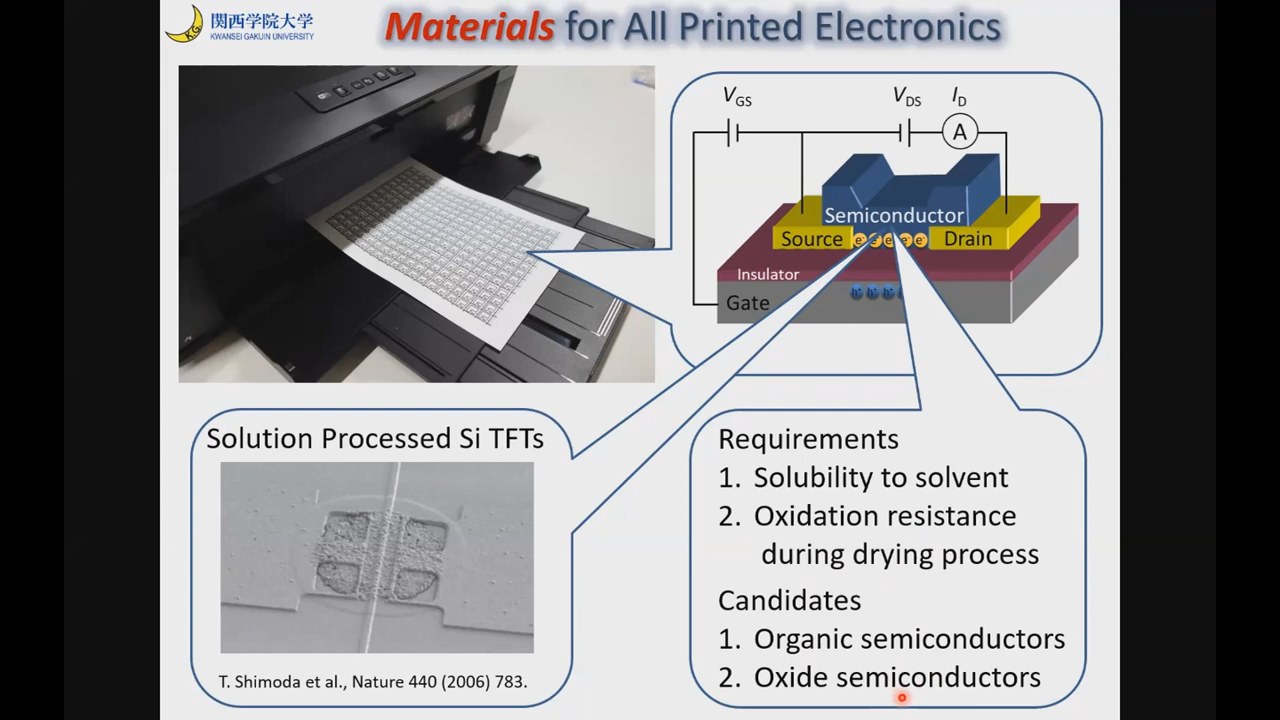 関西学院大学
KWANSEI GAKUIN UNIVERSITY
Materials for All Printed Electronics
VGS
VDS
ID
A
Semiconductor
Source
e- e- e- e- e-
Drain
Insulator
h+ h+ h+
Gate
Solution Processed Si TFTs
T. Shimoda et al., Nature 440 (2006) 783.
Requirements
1. Solubility to solvent
2. Oxidation resistance
during drying process
Candidates
1. Organic semiconductors
2. Oxide semiconductors